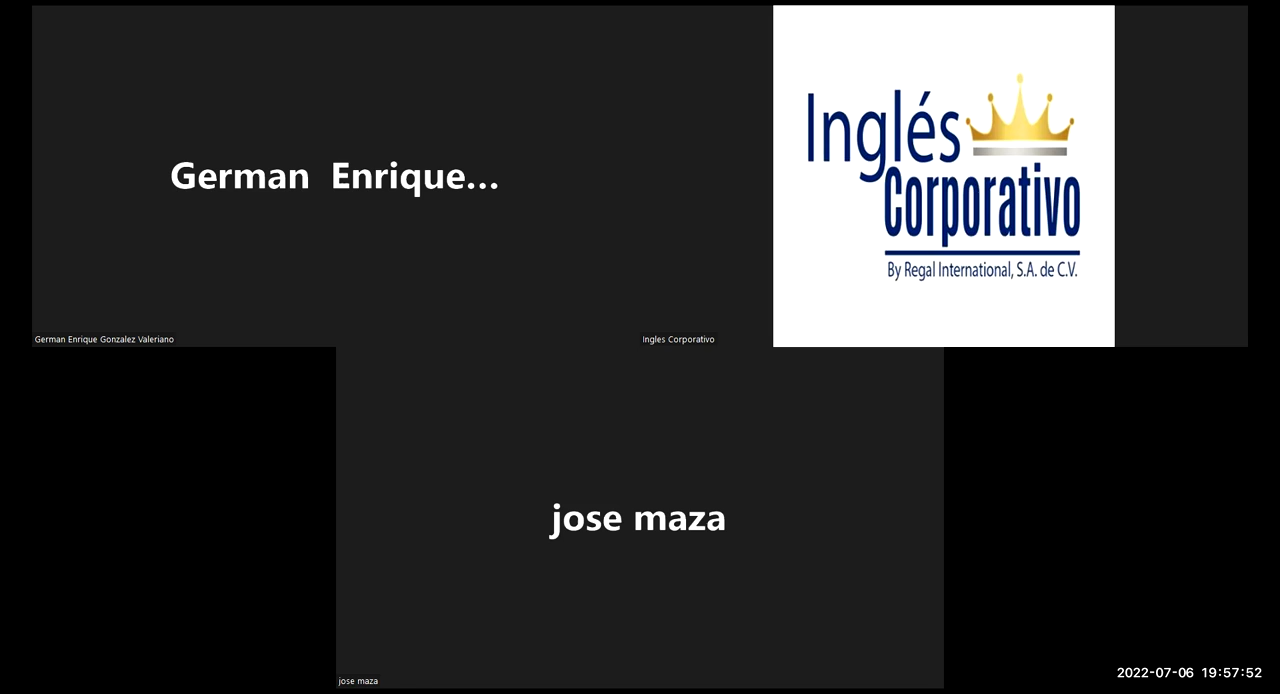 German Enrique...
German Enrique Gonzalez Valeriano
Inglés
Corporativo
By Regal International, S.A. de C.V.
Ingles Corporativo
jose maza
jose maza
2022-07-06 19:57:52